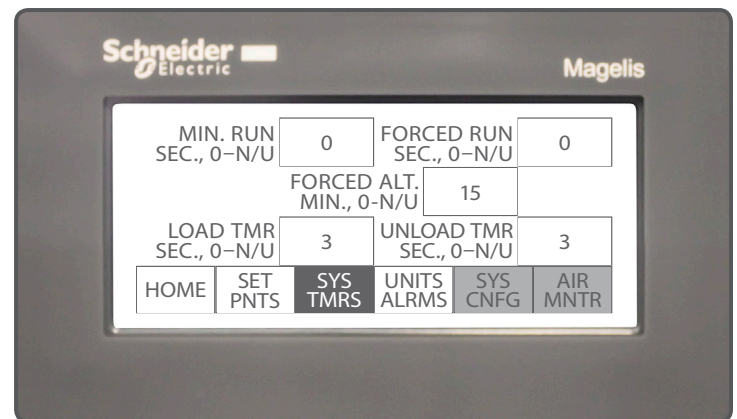 Schneider
Electric
Magelis
MIN. RUN
SEC., 0–N/U
0
FORCED RUN
SEC., 0–N/U
0
FORCED ALT.
MIN., 0-N/U
15
LOAD TMR
SEC., 0–N/U
3
UNLOAD TMR
SEC., 0–N/U
3
HOME
SET
PNTS
SYS
TMRS
UNITS
ALRMS
SYS
CNFG
AIR
MNTR